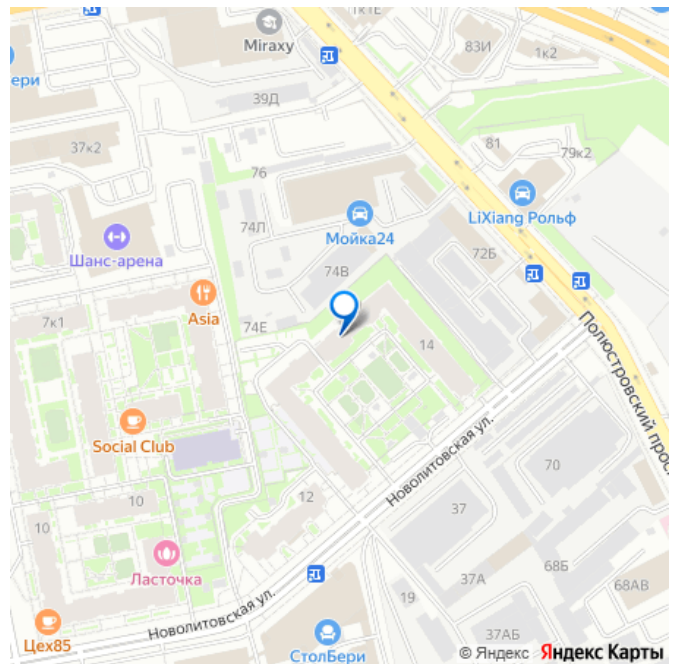 1к1Е
Miraxy
83И
1к2
ери
39Д
37к2
81
79к2
76
LiXiang Рольф
74Л
Мойка24
72Б
Шанс-арена
74В
Asia
7к1
74Е
14
Полюстровский прос
Social Club
Новолитовская ул.
70
10
12
37
10
Ласточка
68Б
37А
68АВ
19
Новолитовская ул.
Цех85
37АБ
СтолБери
© Яндекс Яндекс Карты